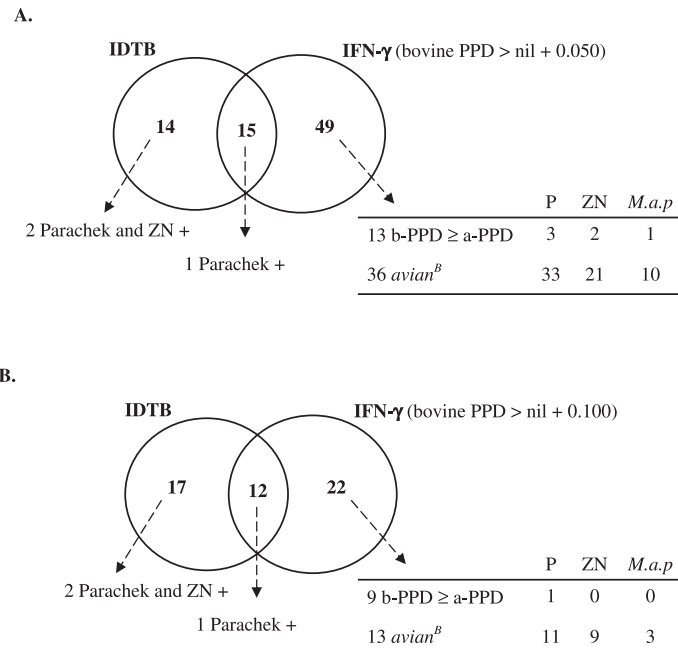 A.
IDTB
IFN-γ (bovine PPD > nil + 0.050)
14
15
49
2 Parachek and ZN +
1 Parachek +
P ZN M.a.p
13 b-PPD ≥ a-PPD 3 2 1
36 avianᴮ 33 21 10
B.
IDTB
IFN-γ (bovine PPD > nil + 0.100)
17
12
22
2 Parachek and ZN +
1 Parachek +
P ZN M.a.p
9 b-PPD ≥ a-PPD 1 0 0
13 avianᴮ 11 9 3